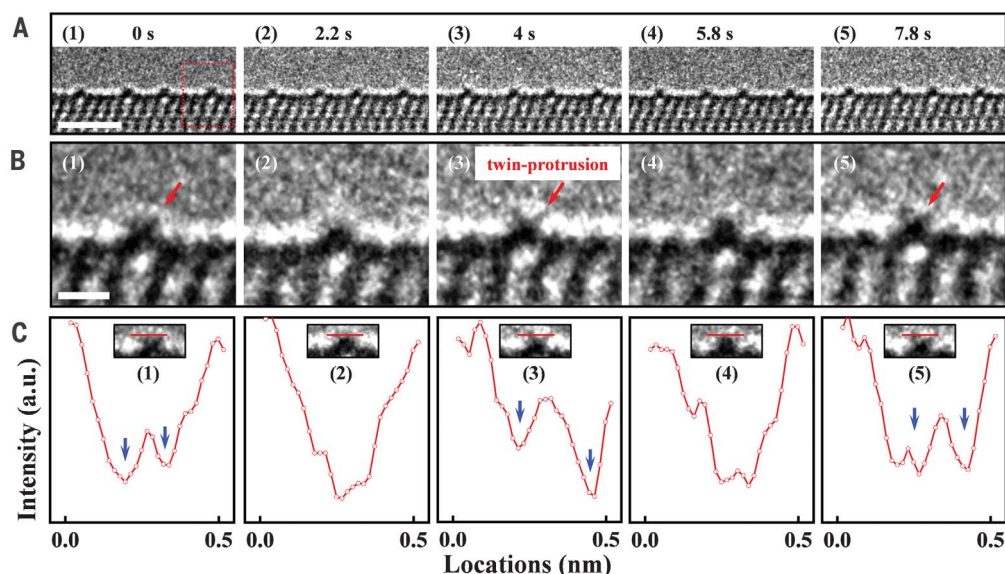 A
(1) 0 s (2) 2.2 s (3) 4 s (4) 5.8 s (5) 7.8 s
B
(1) (2) (3) twin-protrusion (4) (5)
C
(1) (2) (3) (4) (5)
Intensity (a.u.)
0.0 0.5 0.0 0.5 0.0 0.5 0.0 0.5 0.0 0.5
Locations (nm)